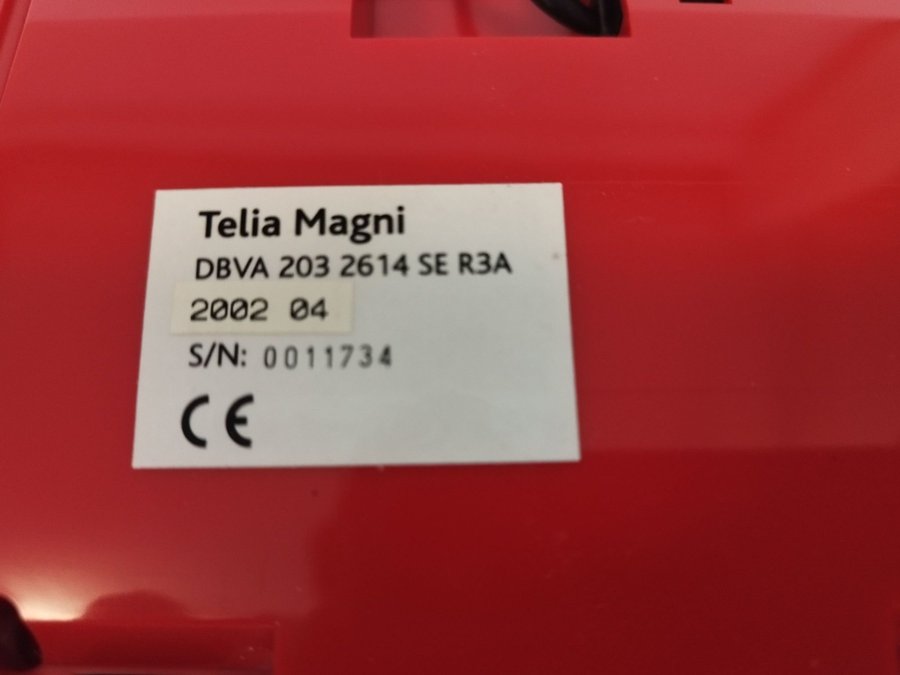 Telia Magni
DBVA 203 2614 SE R3A
2002 04
S/N: 0011734
CE